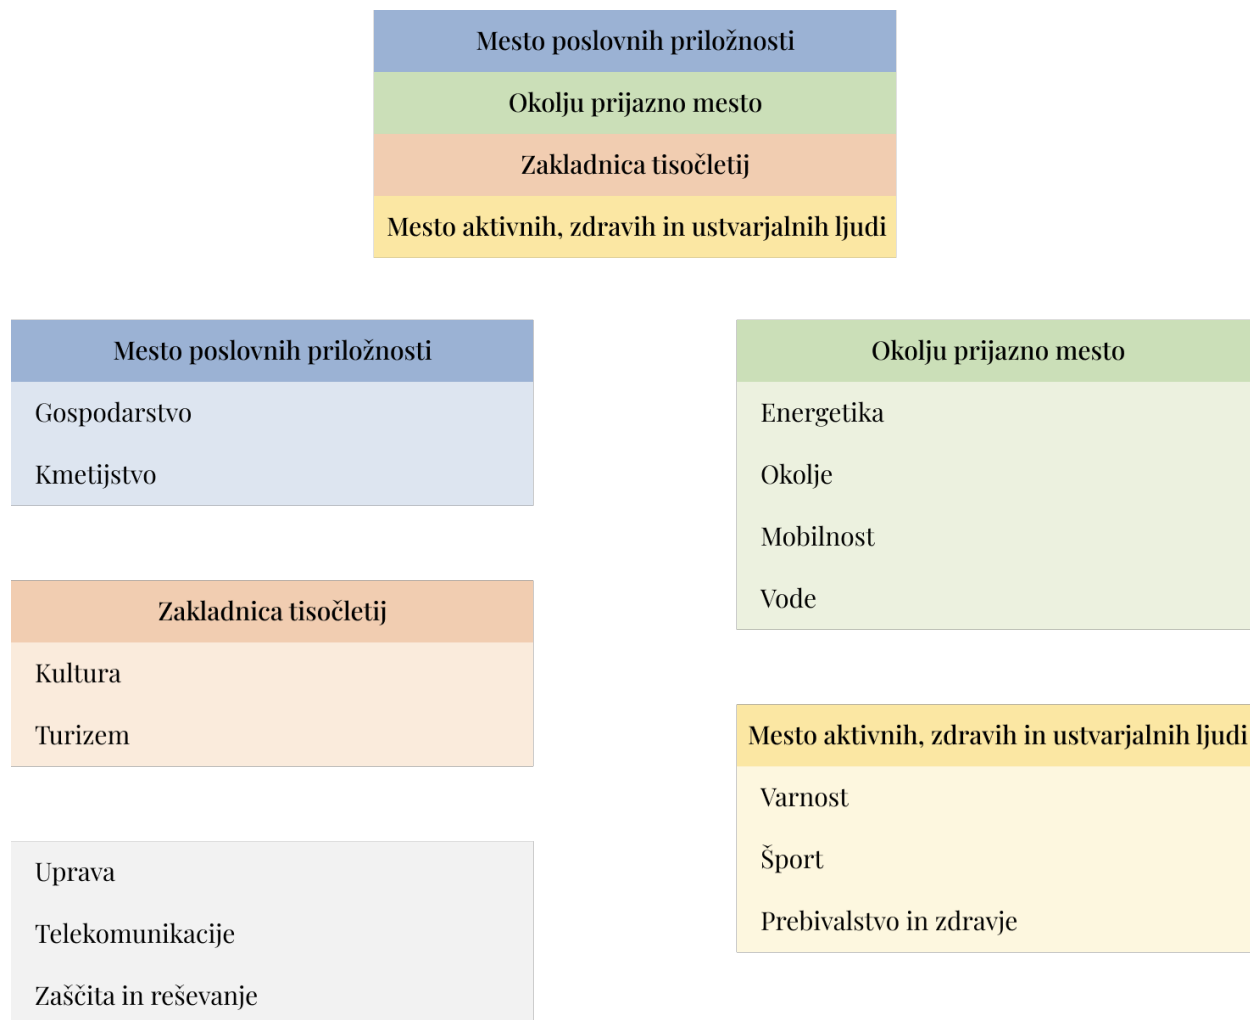 Mesto poslovnih priložnosti
Okolju prijazno mesto
Zakladnica tisočletij
Mesto aktivnih, zdravih in ustvarjalnih ljudi
Mesto poslovnih priložnosti
Gospodarstvo
Kmetijstvo
Zakladnica tisočletij
Kultura
Turizem
Uprava
Telekomunikacije
Zaščita in reševanje
Okolju prijazno mesto
Energetika
Okolje
Mobilnost
Vode
Mesto aktivnih, zdravih in ustvarjalnih ljudi
Varnost
Šport
Prebivalstvo in zdravje